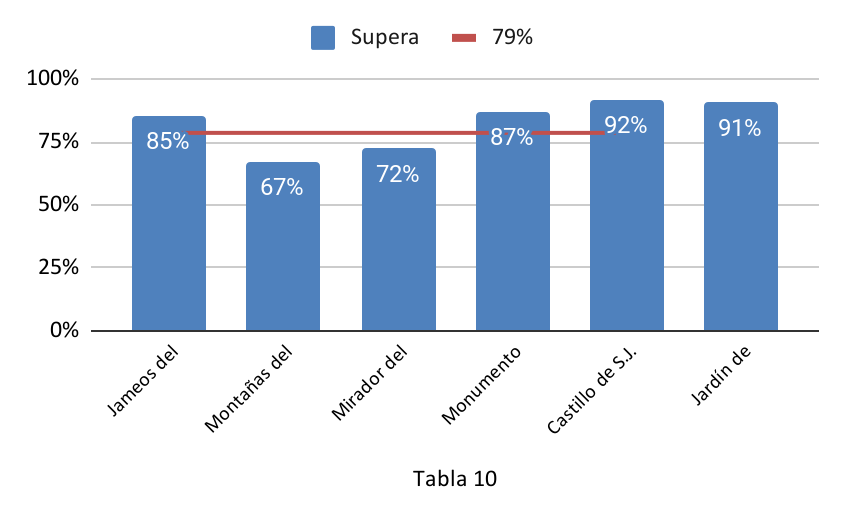 Supera 79%
100%
75%
50%
25%
0%
85%
67%
72%
87%
92%
91%
Jameos del
Montañas del
Mirador del
Monumento
Castillo de S.J.
Jardín de
Tabla 10